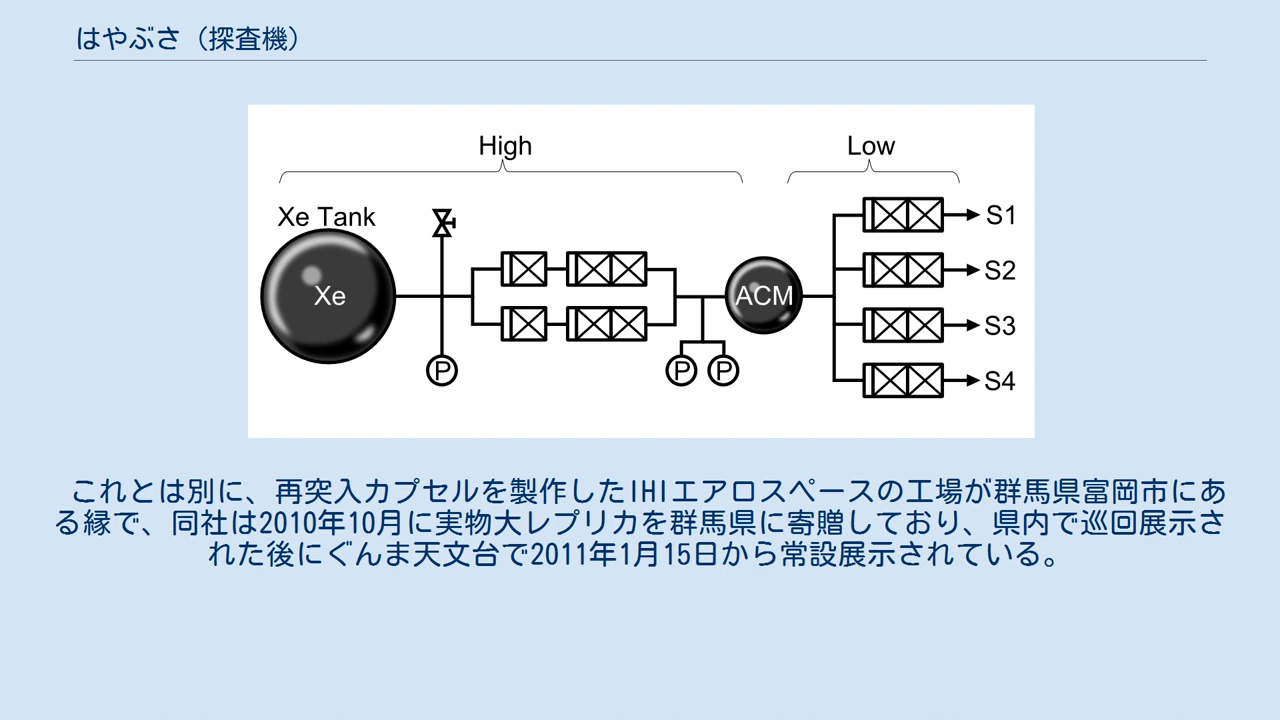 はやぶさ（探査機）
High
Low
Xe Tank
Xe
ACM
S1
S2
S3
S4
P
P
P
これとは別に、再突入カプセルを製作したIHIエアロスペースの工場が群馬県富岡市にあ
る縁で、同社は2010年10月に実物大レプリカを群馬県に寄贈しており、県内で巡回展示さ
れた後にぐんま天文台で2011年1月15日から常設展示されている。